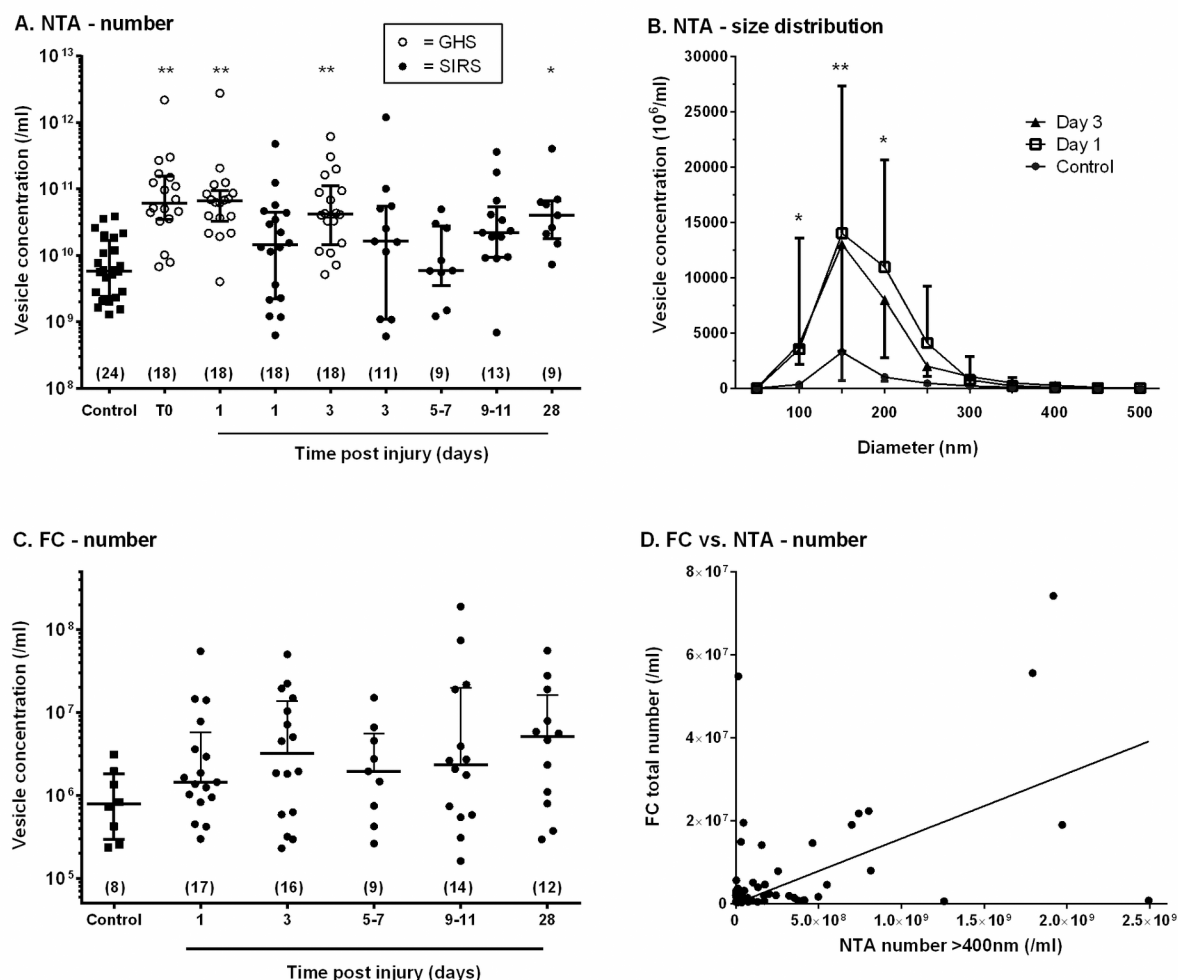 A. NTA - number
○ = GHS
● = SIRS
10^13
10^12
10^11
10^10
10^9
10^8
Vesicle concentration (/ml)
** ** ** *
(24) (18) (18) (18) (18) (11) (9) (13) (9)
Control T0 1 1 3 3 5-7 9-11 28
Time post injury (days)
B. NTA - size distribution
30000
25000
20000
15000
10000
5000
0
Vesicle concentration (10^6/ml)
* ** *
Day 3
Day 1
Control
100 200 300 400 500
Diameter (nm)
C. FC - number
10^8
10^7
10^6
10^5
Vesicle concentration (/ml)
(8) (17) (16) (9) (14) (12)
Control 1 3 5-7 9-11 28
Time post injury (days)
D. FC vs. NTA - number
8×10^7
6×10^7
4×10^7
2×10^7
0
FC total number (/ml)
0 5.0×10^8 1.0×10^9 1.5×10^9 2.0×10^9 2.5×10^9
NTA number >400nm (/ml)